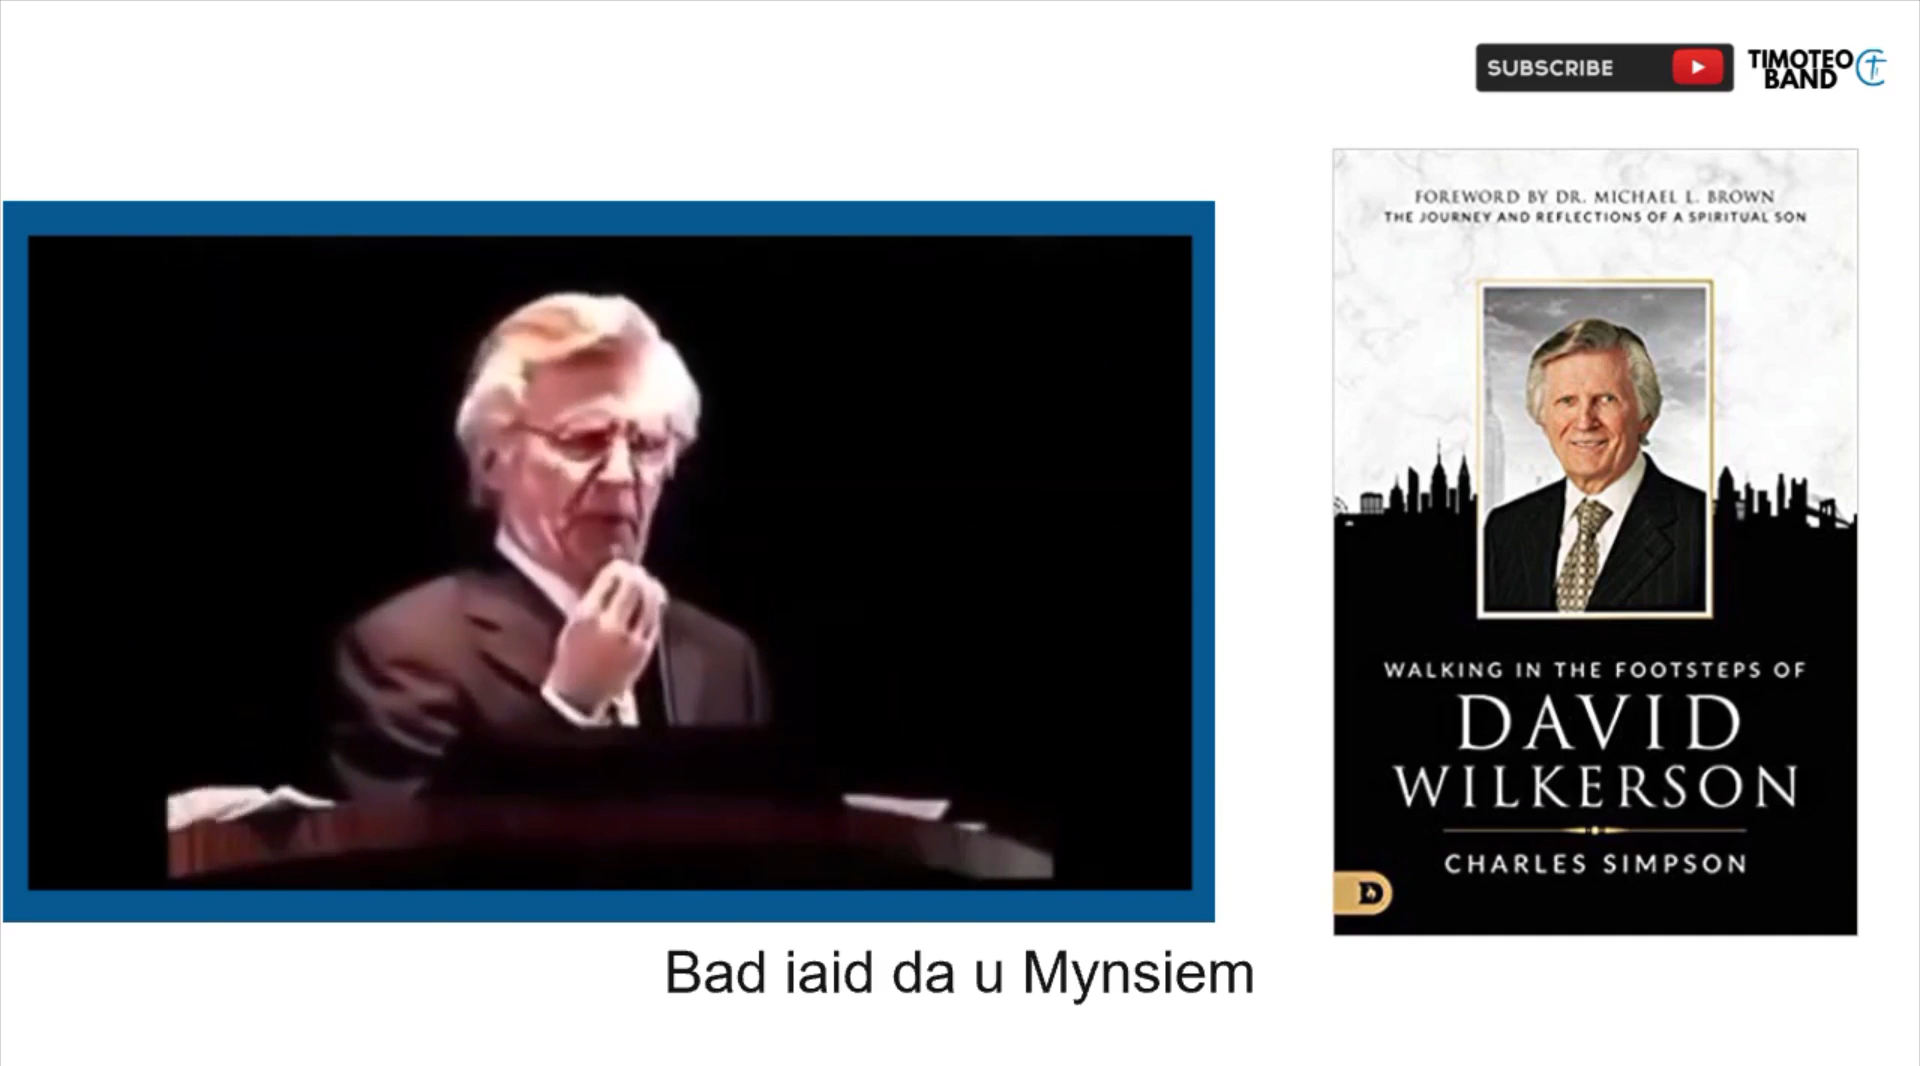 SUBSCRIBE
TIMOTEO
BAND
FOREWORD BY DR. MICHAEL L. BROWN
THE JOURNEY AND REFLECTIONS OF A SPIRITUAL SON
WALKING IN THE FOOTSTEPS OF
DAVID
WILKERSON
CHARLES SIMPSON
D
Bad iaid da u Mynsiem